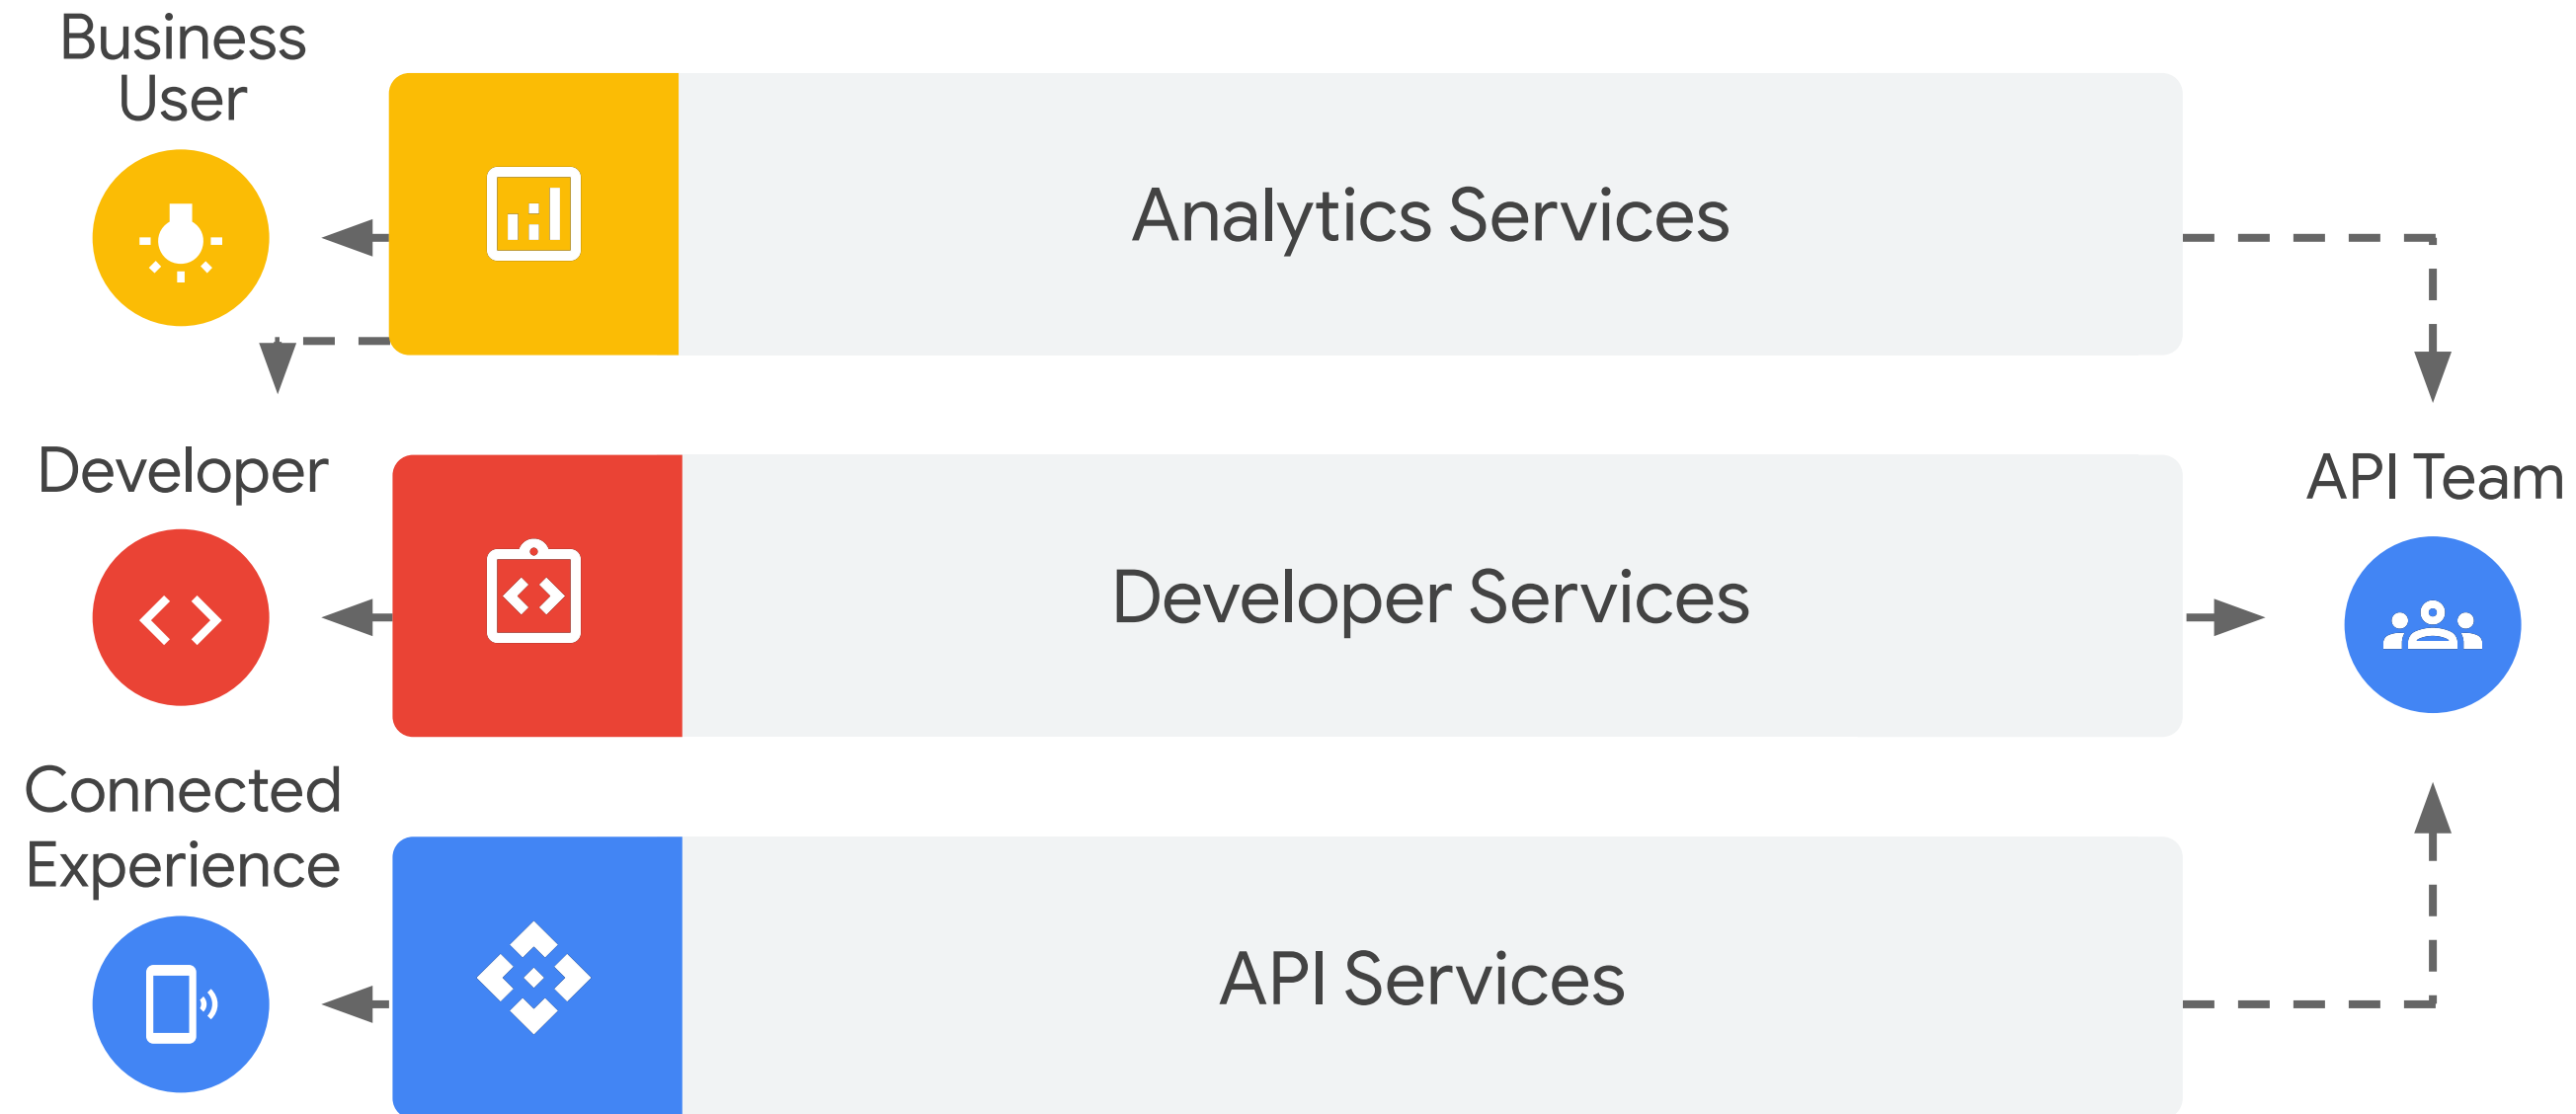 Business
User
Analytics Services
Developer
Developer Services
API Team
Connected
Experience
API Services